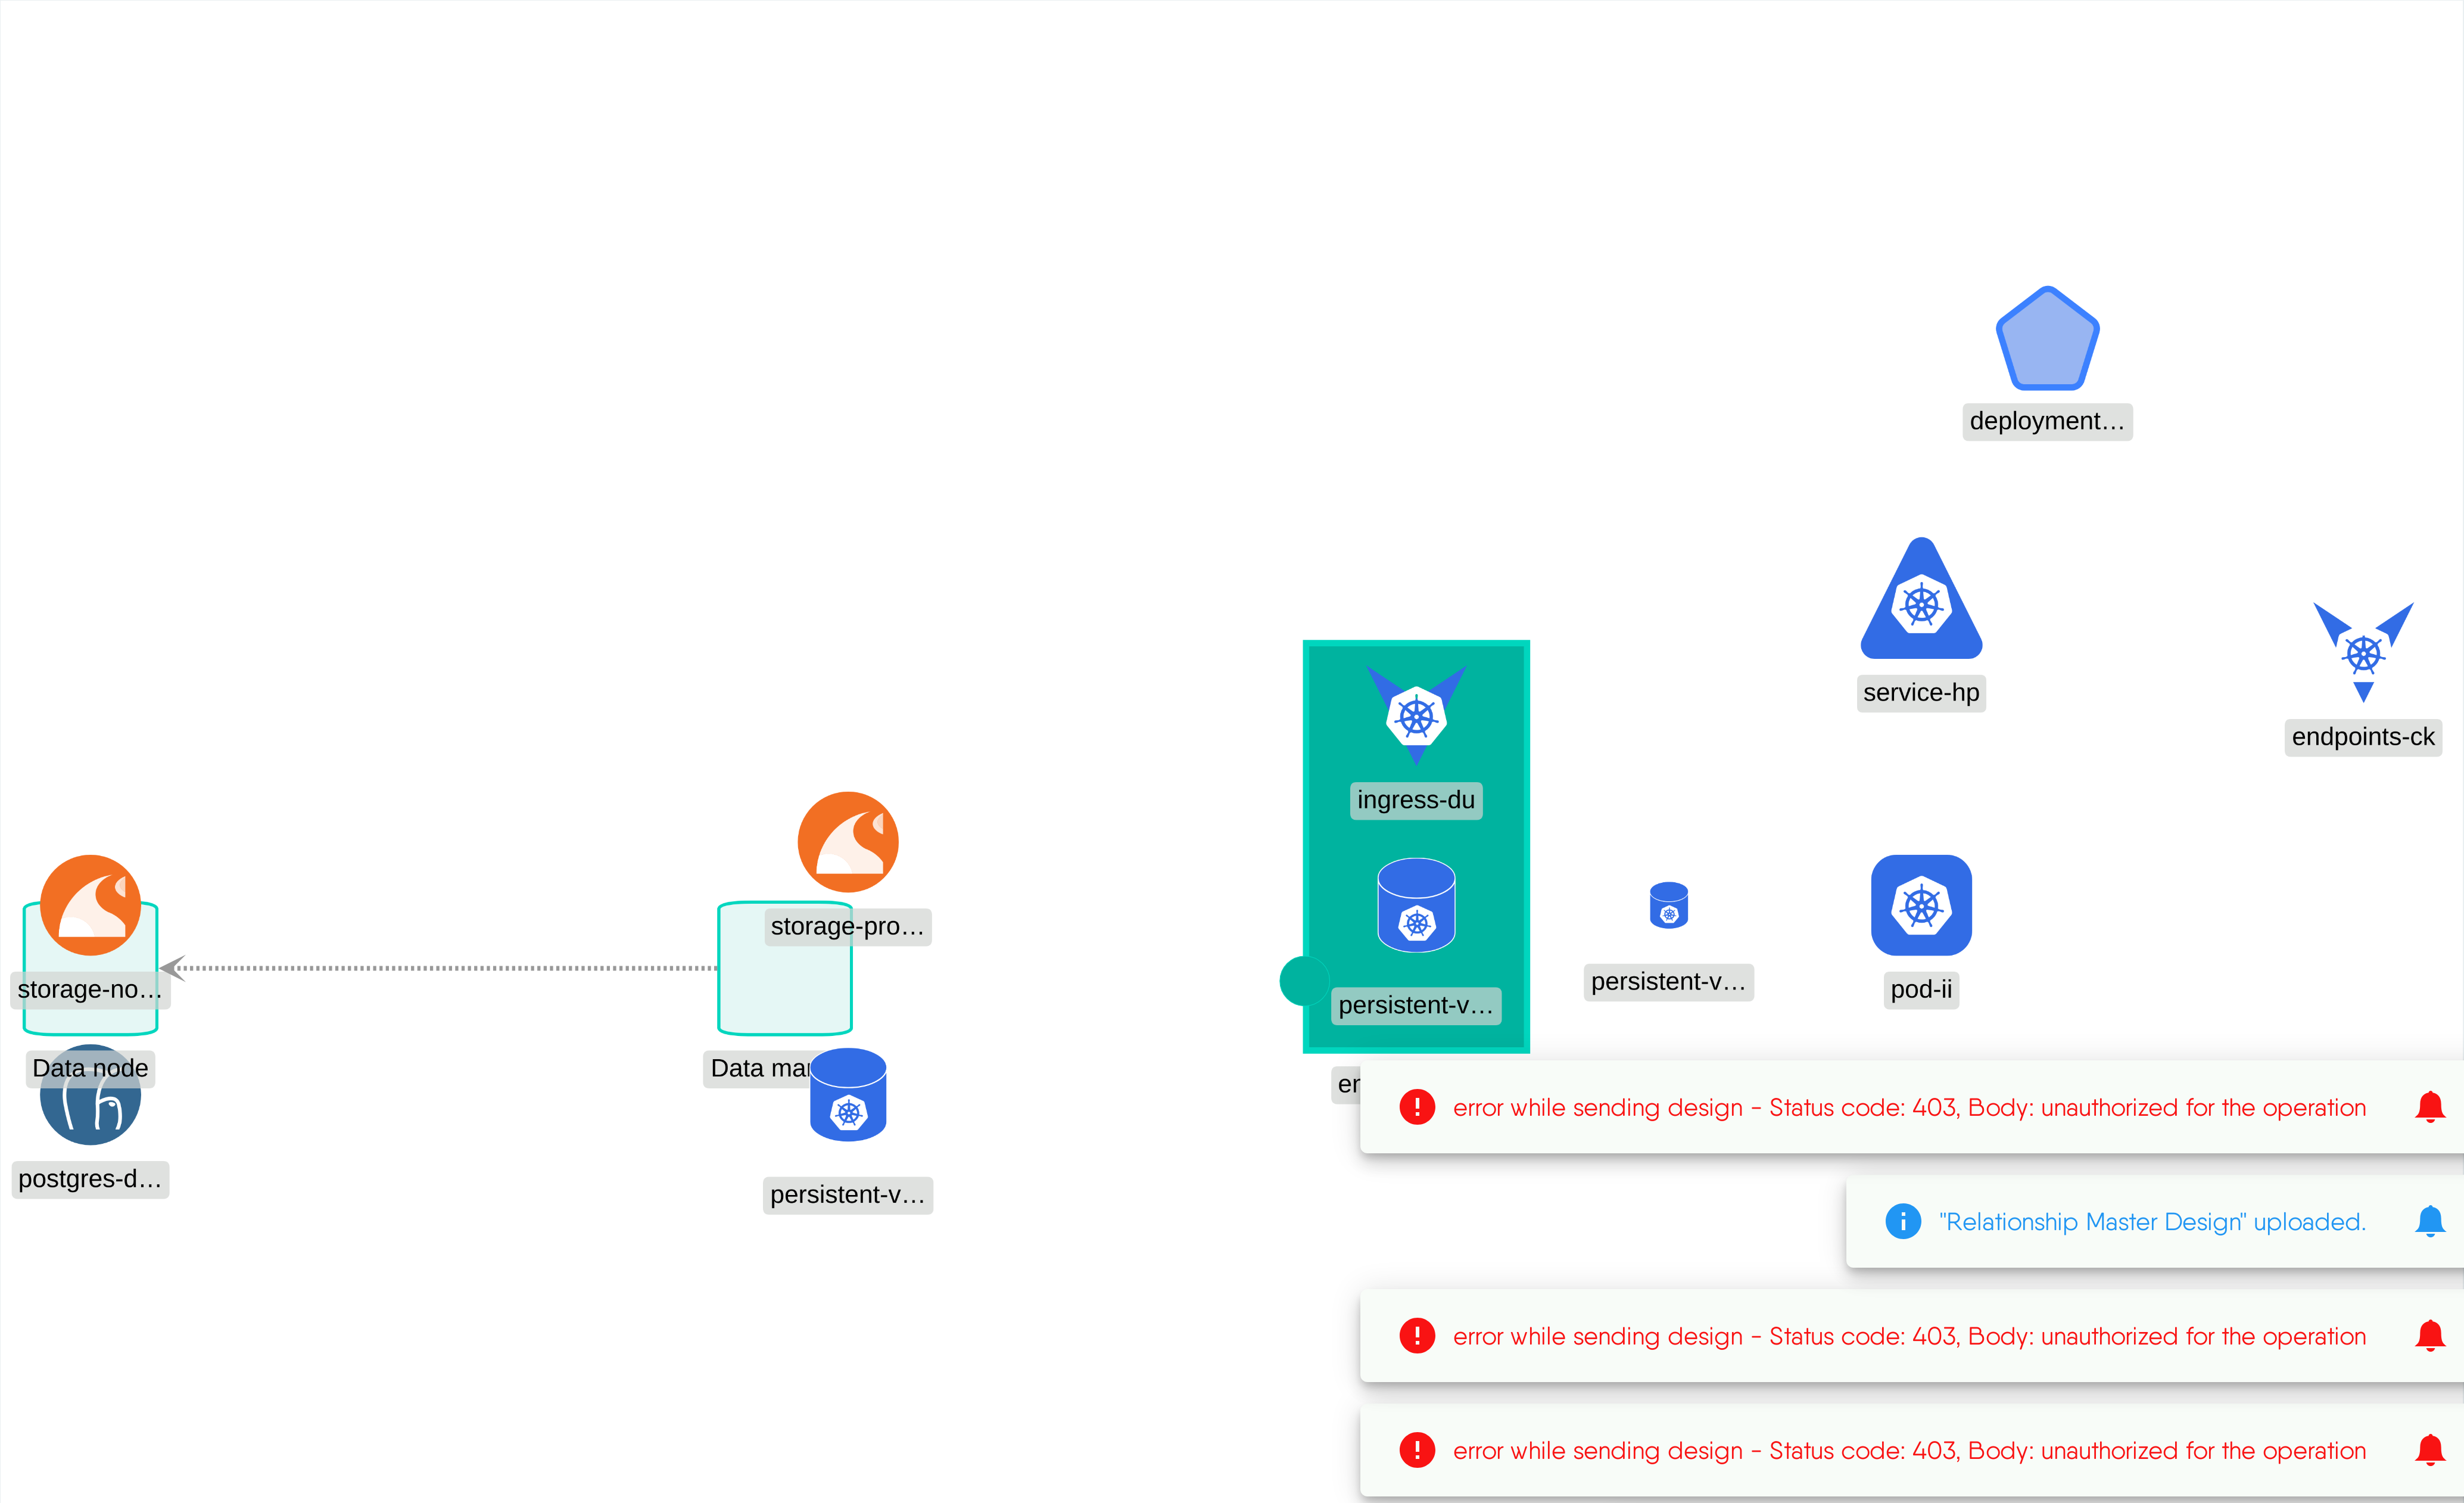 deployment…
service-hp
endpoints-ck
ingress-du
storage-pro…
persistent-v…
pod-ii
storage-no…
persistent-v…
Data node
Data mar
er
error while sending design - Status code: 403, Body: unauthorized for the operation
postgres-d…
persistent-v…
"Relationship Master Design" uploaded.
error while sending design - Status code: 403, Body: unauthorized for the operation
error while sending design - Status code: 403, Body: unauthorized for the operation